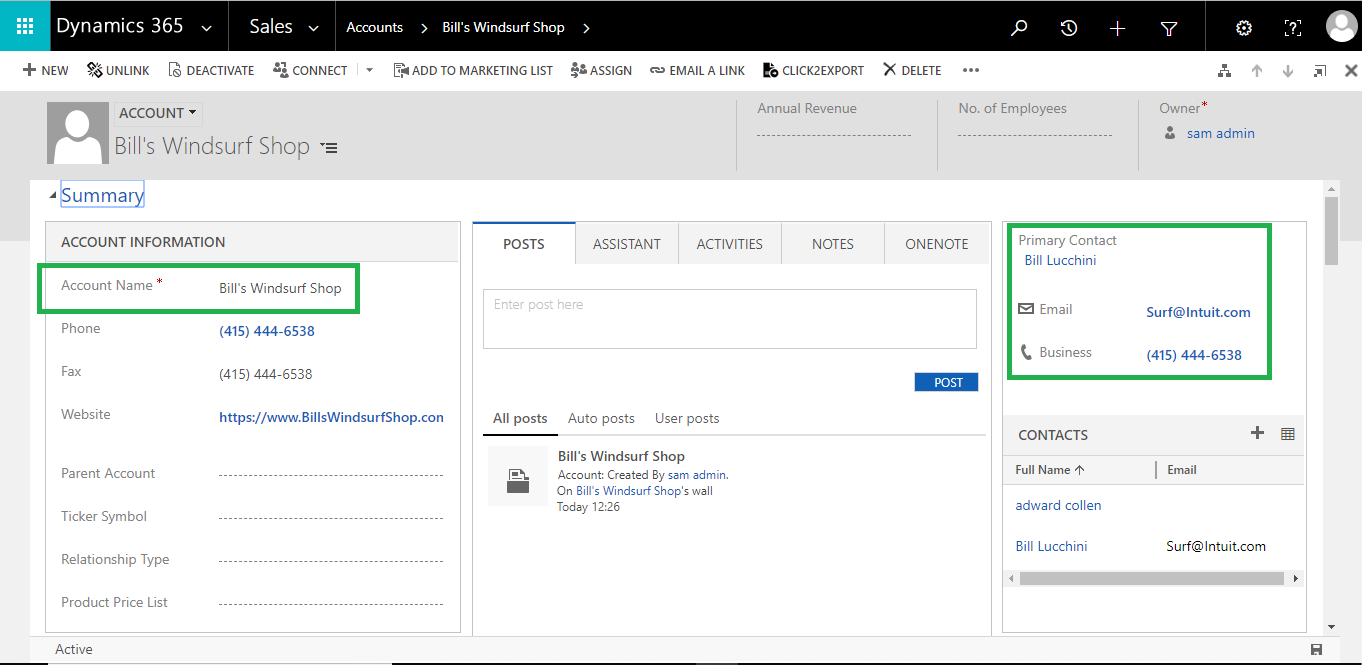 Dynamics 365 Sales Accounts Bill's Windsurf Shop
NEW UNLINK DEACTIVATE CONNECT ADD TO MARKETING LIST ASSIGN EMAIL A LINK CLICK2EXPORT DELETE
ACCOUNT
Bill's Windsurf Shop
Annual Revenue
No. of Employees
Owner*
sam admin
Summary
ACCOUNT INFORMATION
Account Name * Bill's Windsurf Shop
Phone (415) 444-6538
Fax (415) 444-6538
Website https://www.BillsWindsurfShop.con
Parent Account
Ticker Symbol
Relationship Type
Product Price List
POSTS ASSISTANT ACTIVITIES NOTES ONENOTE
Enter post here
POST
All posts Auto posts User posts
Bill's Windsurf Shop
Account: Created By sam admin.
On Bill's Windsurf Shop's wall
Today 12:26
Primary Contact
Bill Lucchini
Email Surf@Intuit.com
Business (415) 444-6538
CONTACTS
Full Name Email
adward collen
Bill Lucchini Surf@Intuit.com
Active